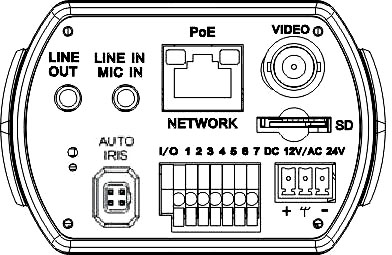 PoE
VIDEO
LINE OUT
LINE IN
MIC IN
NETWORK
SD
AUTO IRIS
I/O 1 2 3 4 5 6 7 DC 12V/AC 24V
+ -